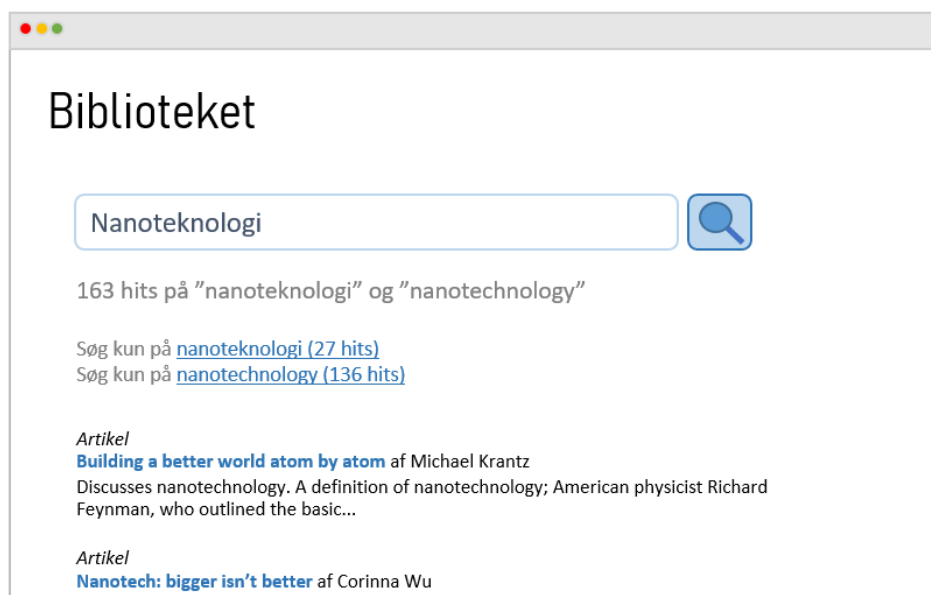 Biblioteket
Nanoteknologi
163 hits på ”nanoteknologi” og ”nanotechnology”
Søg kun på nanoteknologi (27 hits)
Søg kun på nanotechnology (136 hits)
Artikel
Building a better world atom by atom af Michael Krantz
Discusses nanotechnology. A definition of nanotechnology; American physicist Richard
Feynman, who outlined the basic...
Artikel
Nanotech: bigger isn’t better af Corinna Wu